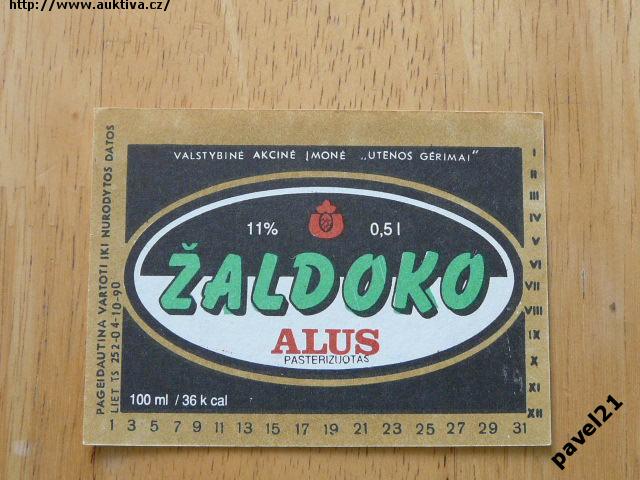 http://www.auktiva.cz/
VALSTYBINĖ AKCINĖ ĮMONĖ „UTENOS GĖRIMAI"
11% 0,5 l
ŽALDOKO
ALUS
PASTERIZUOTAS
100 ml / 36 k cal
PAGEIDAUTINA VARTOTI IKI NURODYTOS DATOS
LIET TS 252-04-10-90
I
II
III
IV
V
VI
VII
VIII
IX
X
XI
XII
1 3 5 7 9 11 13 15 17 19 21 23 25 27 29 31
pavel21